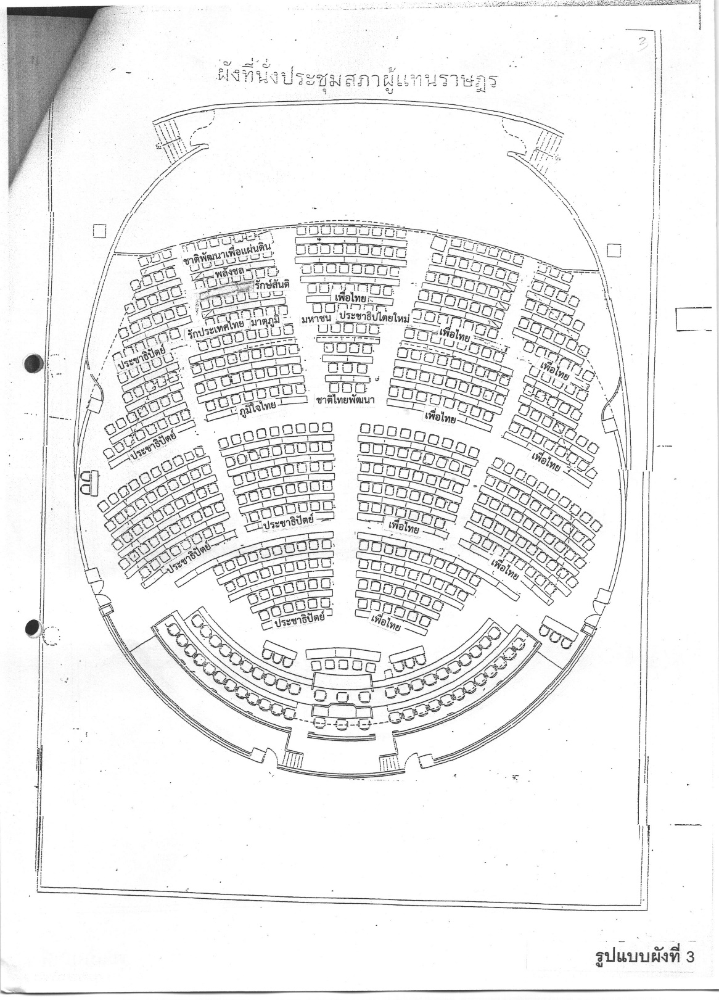 3
ผังที่นั่งประชุมสภาผู้แทนราษฎร
ชาติพัฒนาเพื่อแผ่นดิน
พลังชล
รักษ์สันติ
เพื่อไทย
มหาชน ประชาธิปไตยใหม่
รักประเทศไทย มาตุภูมิ
เพื่อไทย
ประชาธิปัตย์
เพื่อไทย
ชาติไทยพัฒนา
ภูมิใจไทย
เพื่อไทย
ประชาธิปัตย์
เพื่อไทย
ประชาธิปัตย์
เพื่อไทย
ประชาธิปัตย์
เพื่อไทย
ประชาธิปัตย์
เพื่อไทย
รูปแบบผังที่ 3